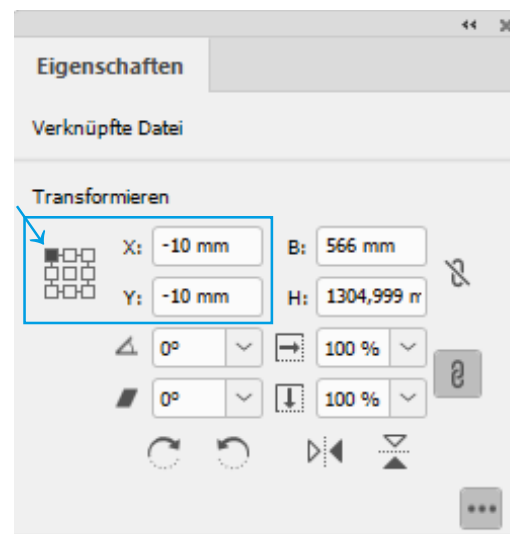 Eigenschaften
Verknüpfte Datei
Transformieren
X: -10 mm B: 566 mm
Y: -10 mm H: 1304,999 m
0° 100 %
0° 100 %